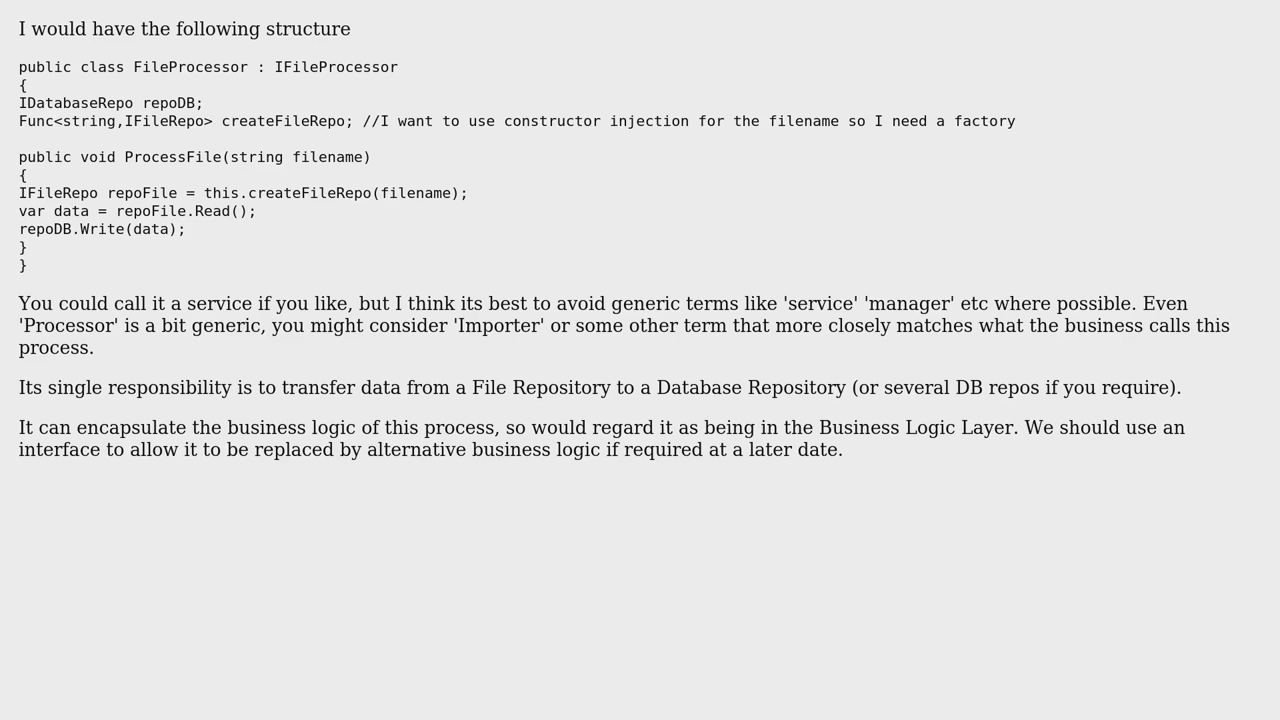 I would have the following structure
public class FileProcessor : IFileProcessor
{
IDatabaseRepo repoDB;
Func<string,IFileRepo> createFileRepo; //I want to use constructor injection for the filename so I need a factory
public void ProcessFile(string filename)
{
IFileRepo repoFile = this.createFileRepo(filename);
var data = repoFile.Read();
repoDB.Write(data);
}
}
You could call it a service if you like, but I think its best to avoid generic terms like 'service' 'manager' etc where possible. Even
'Processor' is a bit generic, you might consider 'Importer' or some other term that more closely matches what the business calls this
process.
Its single responsibility is to transfer data from a File Repository to a Database Repository (or several DB repos if you require).
It can encapsulate the business logic of this process, so would regard it as being in the Business Logic Layer. We should use an
interface to allow it to be replaced by alternative business logic if required at a later date.